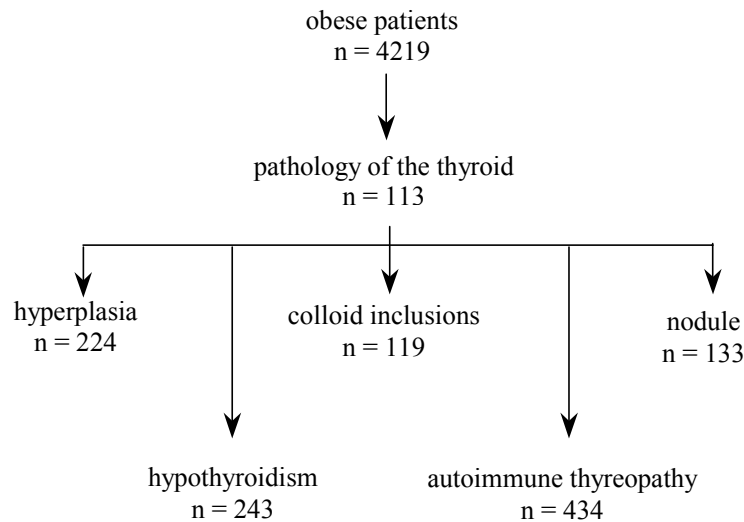 obese patients
n = 4219
pathology of the thyroid
n = 113
hyperplasia
n = 224
colloid inclusions
n = 119
nodule
n = 133
hypothyroidism
n = 243
autoimmune thyreopathy
n = 434